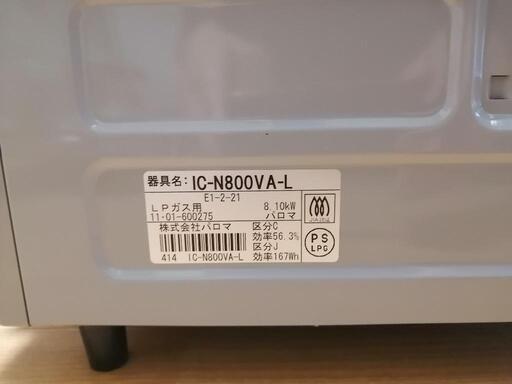 器具名: IC-N800VA-L
E1-2-21
LPガス用 8.10kW
11-01-600275 パロマ
株式会社パロマ 区分C
効率56.3%
区分J
414 IC-N800VA-L 効率167Wh
PS
LPG